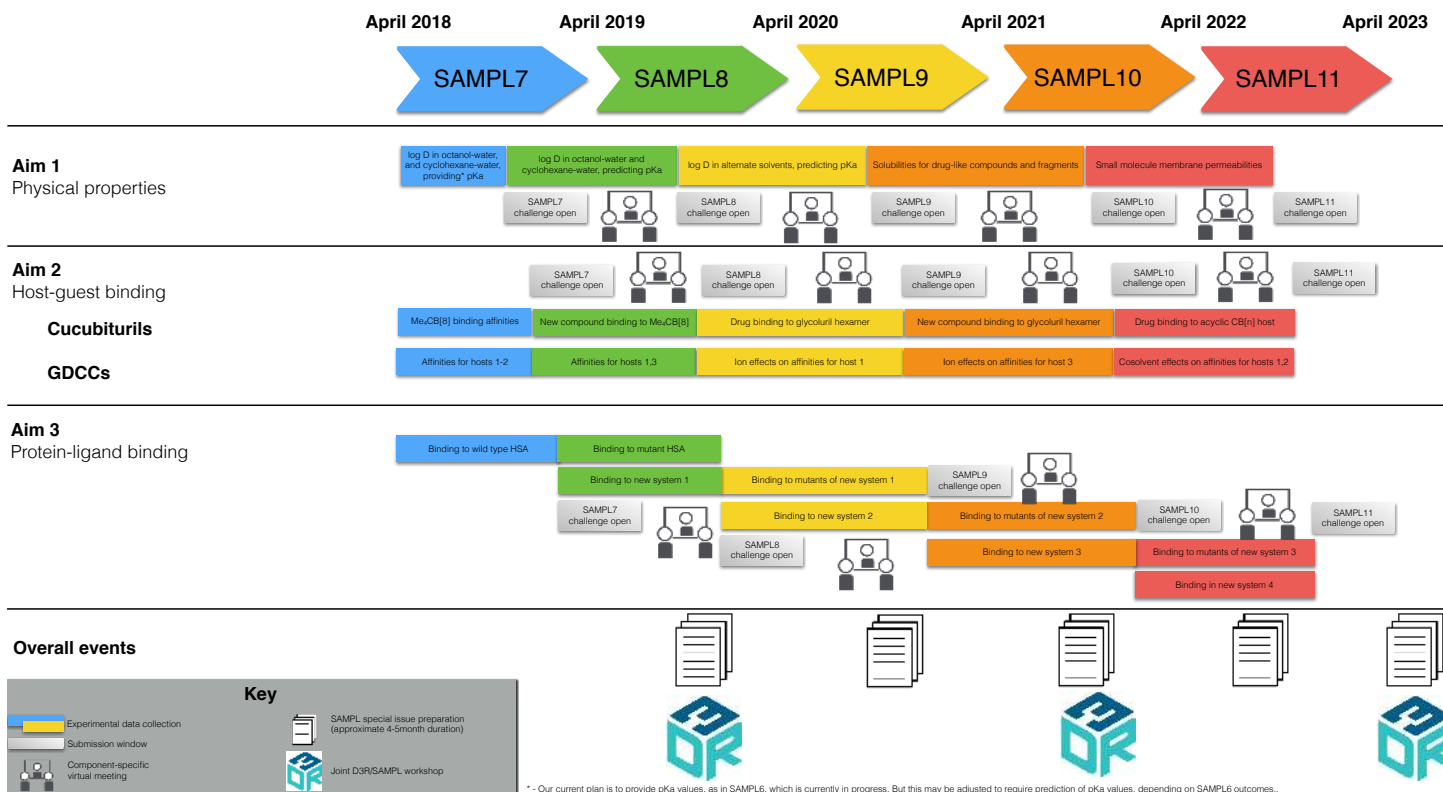 April 2018
April 2019
April 2020
April 2021
April 2022
April 2023
SAMPL7
SAMPL8
SAMPL9
SAMPL10
SAMPL11
Aim 1
Physical properties
log D in octanol-water,
and cyclohexane-water,
providing* pKa
log D in octanol-water and
cyclohexane-water, predicting pKa
log D in alternate solvents, predicting pKa
Solubilities for drug-like compounds and fragments
Small molecule membrane permeabilities
SAMPL7
challenge open
SAMPL8
challenge open
SAMPL9
challenge open
SAMPL10
challenge open
SAMPL11
challenge open
Aim 2
Host-guest binding
SAMPL7
challenge open
SAMPL8
challenge open
SAMPL9
challenge open
SAMPL10
challenge open
SAMPL11
challenge open
Cucubiturils
Me₄CB[8] binding affinities
New compound binding to Me₄CB[8]
Drug binding to glycoluril hexamer
New compound binding to glycoluril hexamer
Drug binding to acyclic CB[n] host
GDCCs
Affinities for hosts 1-2
Affinities for hosts 1,3
Ion effects on affinities for host 1
Ion effects on affinities for host 3
Cosolvent effects on affinities for hosts 1,2
Aim 3
Protein-ligand binding
Binding to wild type HSA
Binding to mutant HSA
Binding to new system 1
Binding to mutants of new system 1
SAMPL9
challenge open
SAMPL7
challenge open
Binding to new system 2
Binding to mutants of new system 2
SAMPL10
challenge open
SAMPL11
challenge open
SAMPL8
challenge open
Binding to new system 3
Binding to mutants of new system 3
Binding in new system 4
Overall events
Key
Experimental data collection
Submission window
Component-specific
virtual meeting
SAMPL special issue preparation
(approximate 4-5month duration)
Joint D3R/SAMPL workshop
D3R
D3R
D3R
D3R
* - Our current plan is to provide pKa values, as in SAMPL6, which is currently in progress. But this may be adjusted to require prediction of pKa values, depending on SAMPL6 outcomes..